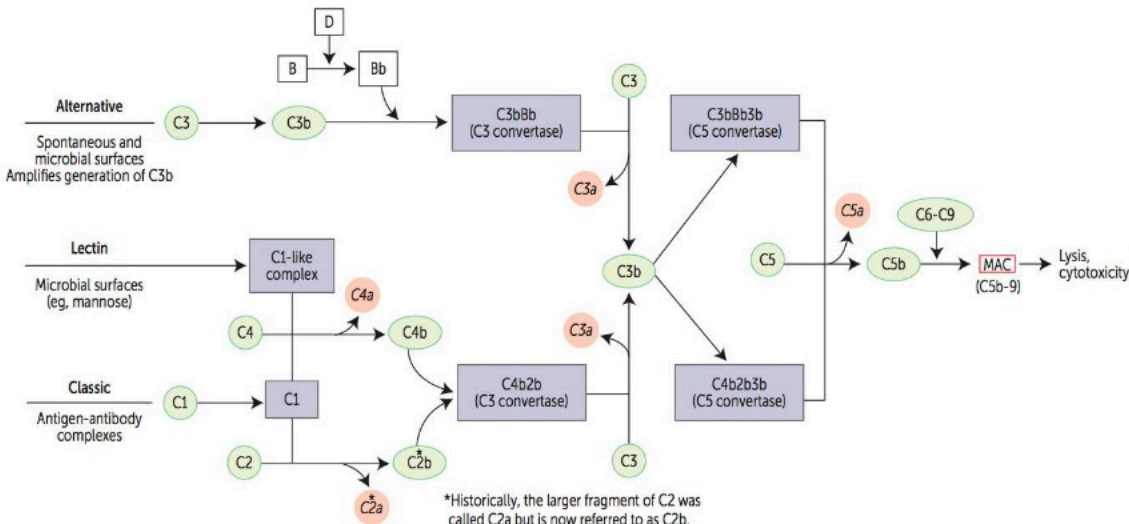 D
B
Bb
Alternative
Spontaneous and
microbial surfaces
Amplifies generation of C3b
C3
C3b
C3bBb
(C3 convertase)
C3
C3a
C3bBb3b
(C5 convertase)
Lectin
Microbial surfaces
(eg, mannose)
C1-like
complex
C4
C4a
C4b
C3b
C3a
C5
C5a
C5b
C6-C9
MAC
(C5b-9)
Lysis,
cytotoxicity
Classic
Antigen-antibody
complexes
C1
C1
C4b2b
(C3 convertase)
C4b2b3b
(C5 convertase)
C2
C2a*
C2b*
C3
*Historically, the larger fragment of C2 was
called C2a but is now referred to as C2b.